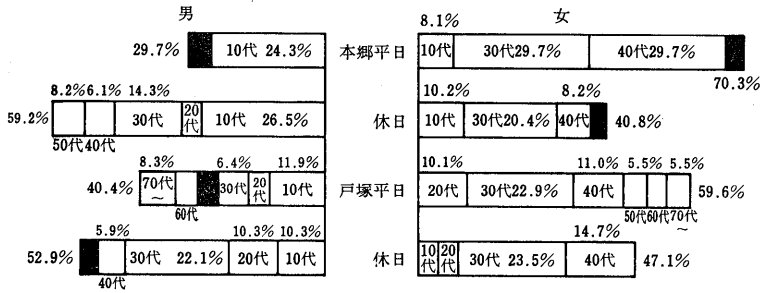 男 女
8.1%
29.7% 10代 24.3% 本郷平日 10代 30代29.7% 40代29.7%
70.3%
8.2% 6.1% 14.3% 10.2% 8.2%
59.2% 30代 20代 10代 26.5% 休日 10代 30代20.4% 40代 40.8%
50代 40代
8.3% 6.4% 11.9% 10.1% 11.0% 5.5% 5.5%
40.4% 70代～ 30代 20代 10代 戸塚平日 20代 30代22.9% 40代 59.6%
60代 50代 60代 70代～
5.9% 10.3% 10.3% 14.7%
52.9% 30代 22.1% 20代 10代 休日 10代 20代 30代 23.5% 40代 47.1%
40代